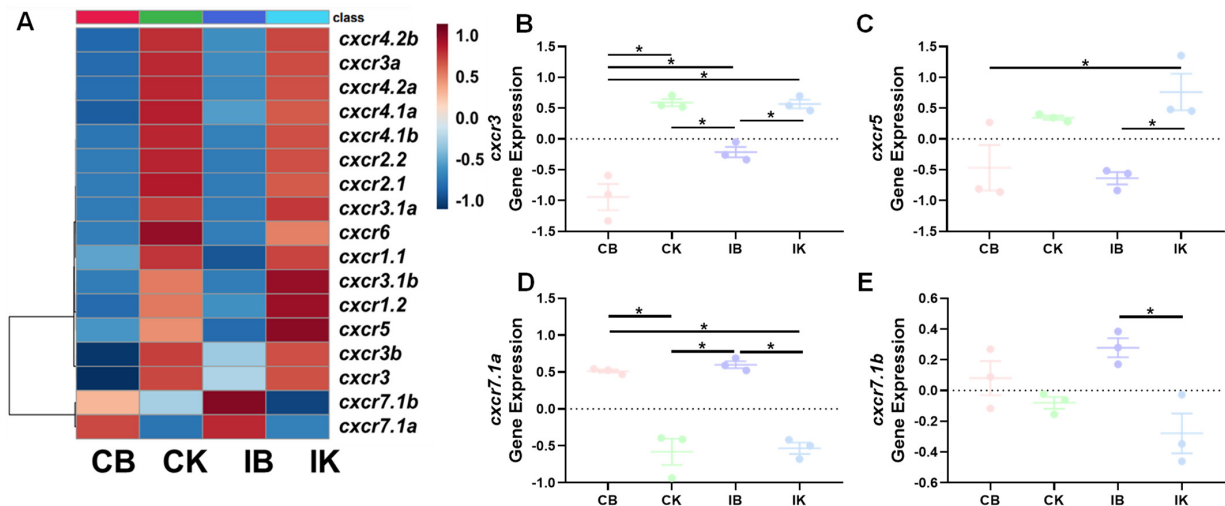 A
class
cxcr4.2b
cxcr3a
cxcr4.2a
cxcr4.1a
cxcr4.1b
cxcr2.2
cxcr2.1
cxcr3.1a
cxcr6
cxcr1.1
cxcr3.1b
cxcr1.2
cxcr5
cxcr3b
cxcr3
cxcr7.1b
cxcr7.1a
CB CK IB IK
1.0
0.5
0.0
-0.5
-1.0
B
cxcr3
Gene Expression
1.5
1.0
0.5
0.0
-0.5
-1.0
-1.5
* * * * *
CB CK IB IK
C
cxcr5
Gene Expression
1.5
1.0
0.5
0.0
-0.5
-1.0
-1.5
* *
CB CK IB IK
D
cxcr7.1a
Gene Expression
1.5
1.0
0.5
0.0
-0.5
-1.0
* * * *
CB CK IB IK
E
cxcr7.1b
Gene Expression
0.6
0.4
0.2
0.0
-0.2
-0.4
-0.6
*
CB CK IB IK